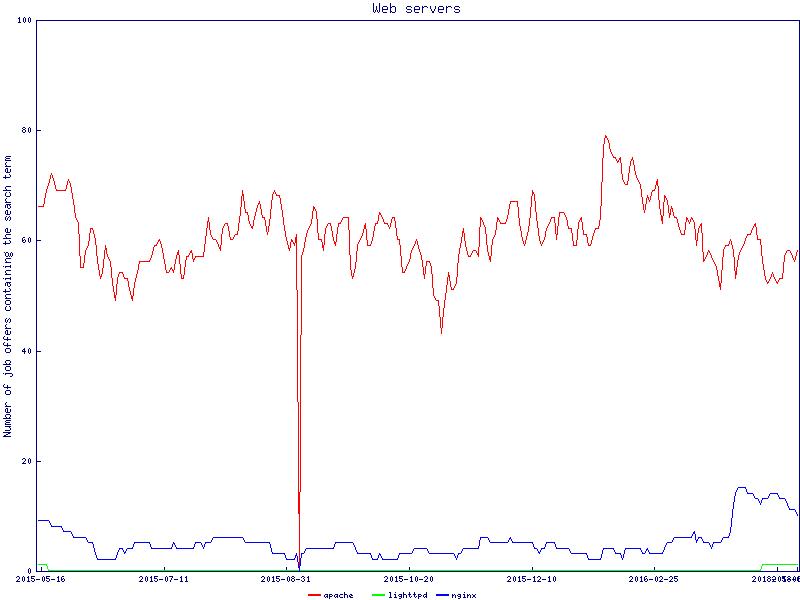 Web servers
100
80
60
40
20
0
Number of job offers containing the search term
2015-05-16 2015-07-11 2015-08-31 2015-10-20 2015-12-10 2016-02-25
apache lighttpd nginx